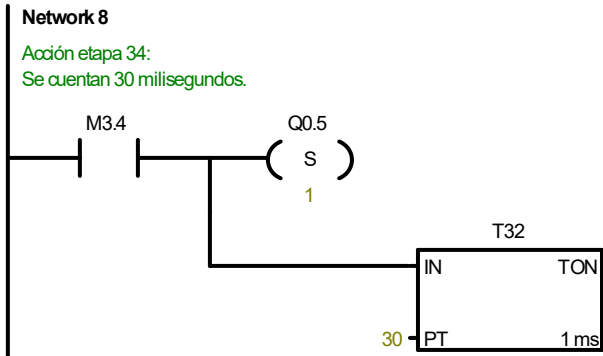 Network 8
Acción etapa 34:
Se cuentan 30 milisegundos.
M3.4 Q0.5
S
1
T32
IN TON
30 PT 1 ms